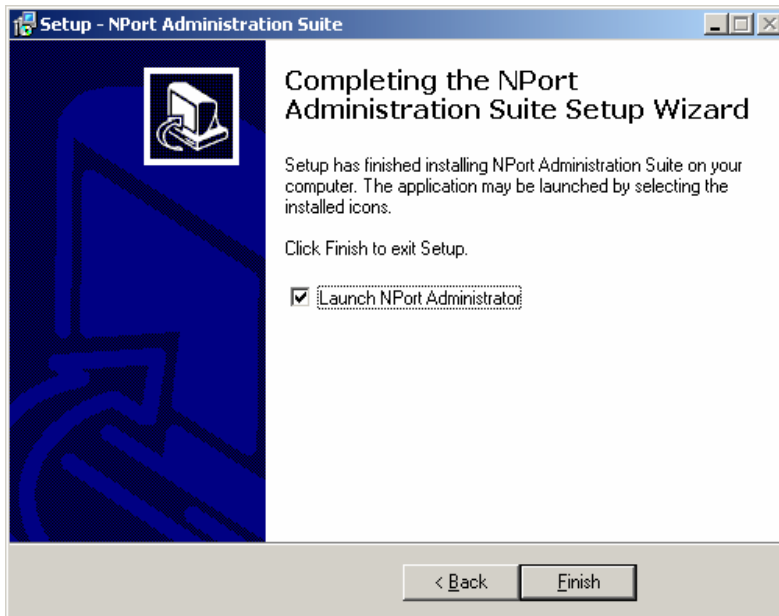 Setup - NPort Administration Suite
Completing the NPort
Administration Suite Setup Wizard
Setup has finished installing NPort Administration Suite on your
computer. The application may be launched by selecting the
installed icons.
Click Finish to exit Setup.
Launch NPort Administrator
< Back
Finish